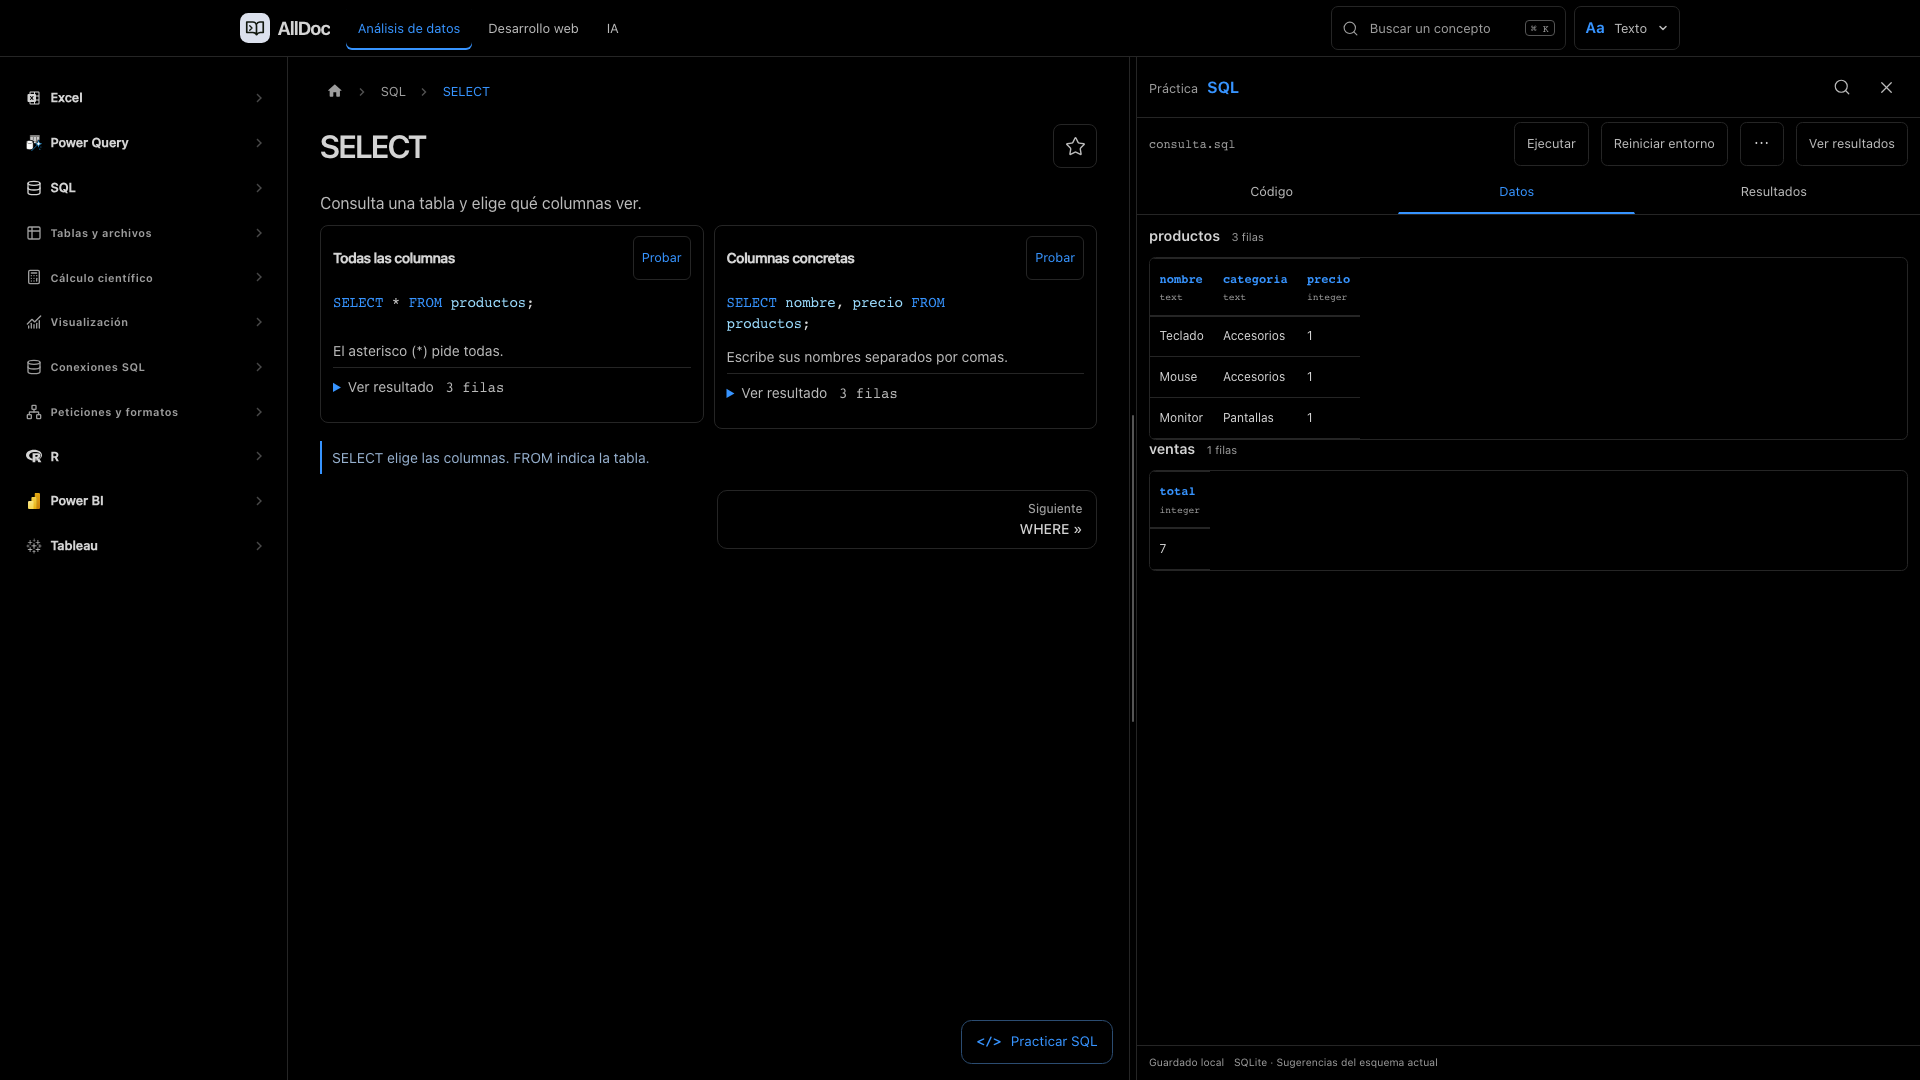 AllDoc
Análisis de datos
Desarrollo web
IA
Buscar un concepto
⌘ K
Aa Texto
Excel
Power Query
SQL
Tablas y archivos
Cálculo científico
Visualización
Conexiones SQL
Peticiones y formatos
R
Power BI
Tableau
SQL
SELECT
SELECT
Consulta una tabla y elige qué columnas ver.
Todas las columnas
Probar
SELECT * FROM productos;
El asterisco (*) pide todas.
Ver resultado 3 filas
Columnas concretas
Probar
SELECT nombre, precio FROM
productos;
Escribe sus nombres separados por comas.
Ver resultado 3 filas
SELECT elige las columnas. FROM indica la tabla.
Siguiente
WHERE »
</> Practicar SQL
Práctica SQL
consulta.sql
Ejecutar
Reiniciar entorno
···
Ver resultados
Código
Datos
Resultados
productos 3 filas
nombre categoria precio
text text integer
Teclado Accesorios 1
Mouse Accesorios 1
Monitor Pantallas 1
ventas 1 filas
total
integer
7
Guardado local SQLite · Sugerencias del esquema actual